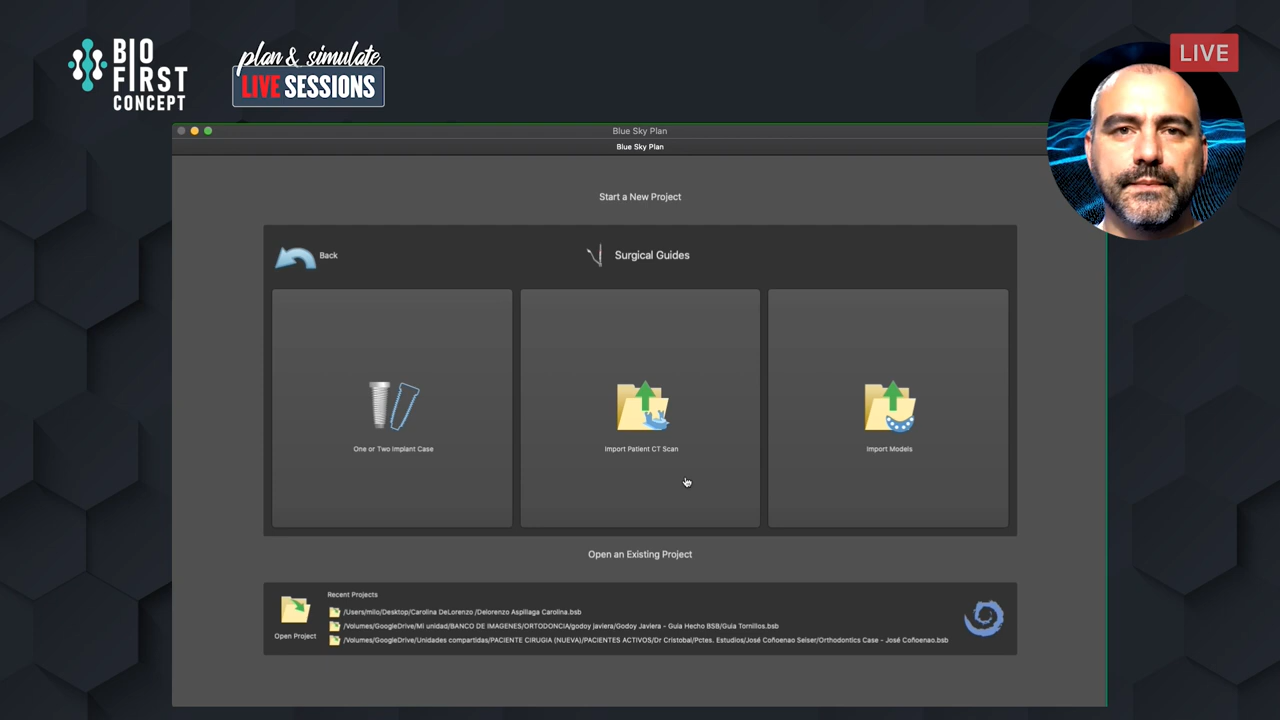 BIO
FIRST
CONCEPT
plan & simulate
LIVE SESSIONS
LIVE
Blue Sky Plan
Blue Sky Plan
Start a New Project
Back
Surgical Guides
One or Two Implant Case
Import Patient CT Scan
Import Models
Open an Existing Project
Recent Projects
/Users/milo/Desktop/Carolina DeLorenzo /Delorenzo Aspillaga Carolina.bsb
/Volumes/GoogleDrive/Mi unidad/BANCO DE IMAGENES/ORTODONCIA/godoy javiera/Godoy Javiera - Guia Hecho BSB/Guia Tornillos.bsb
/Volumes/GoogleDrive/Unidades compartidas/PACIENTE CIRUGIA (NUEVA)/PACIENTES ACTIVOS/Dr Cristobal/Pctes. Estudios/José Coñoenao Seiser/Orthodontics Case - José Coñoenao.bsb
Open Project